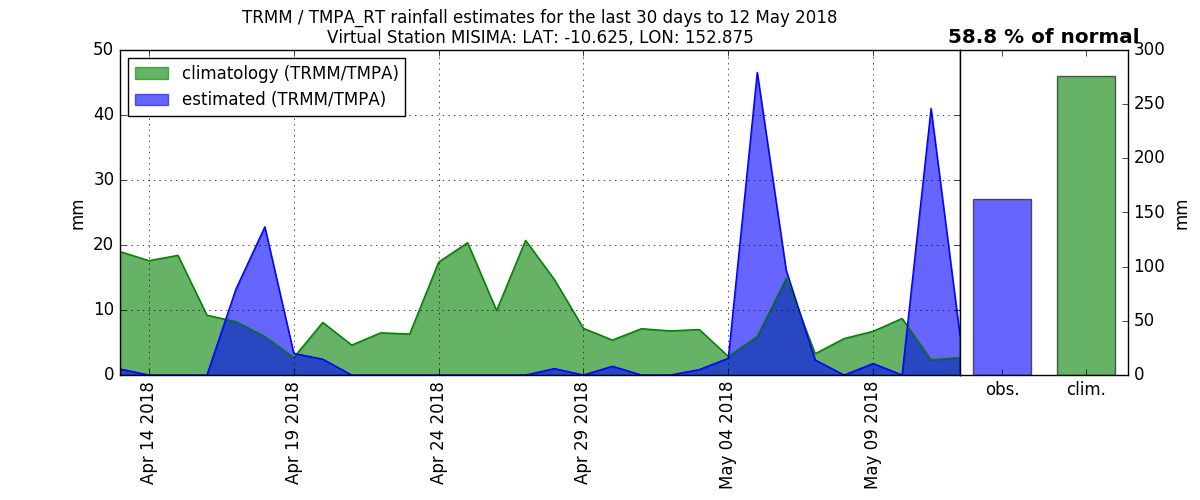 TRMM / TMPA_RT rainfall estimates for the last 30 days to 12 May 2018
Virtual Station MISIMA: LAT: -10.625, LON: 152.875
58.8 % of normal
climatology (TRMM/TMPA)
estimated (TRMM/TMPA)
50
40
30
20
10
0
mm
Apr 14 2018
Apr 19 2018
Apr 24 2018
Apr 29 2018
May 04 2018
May 09 2018
obs.
clim.
300
250
200
150
100
50
0
mm